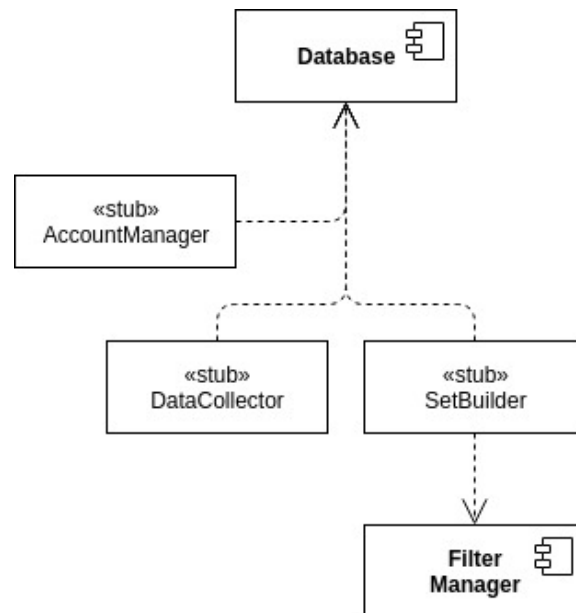 Database
«stub»
AccountManager
«stub»
DataCollector
«stub»
SetBuilder
Filter
Manager